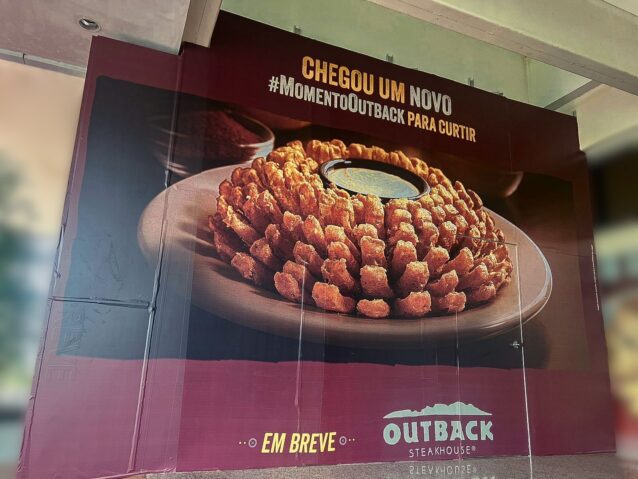 CHEGOU UM NOVO
#MOMENTOOUTBACK PARA CURTIR
EM BREVE
OUTBACK
STEAKHOUSE®